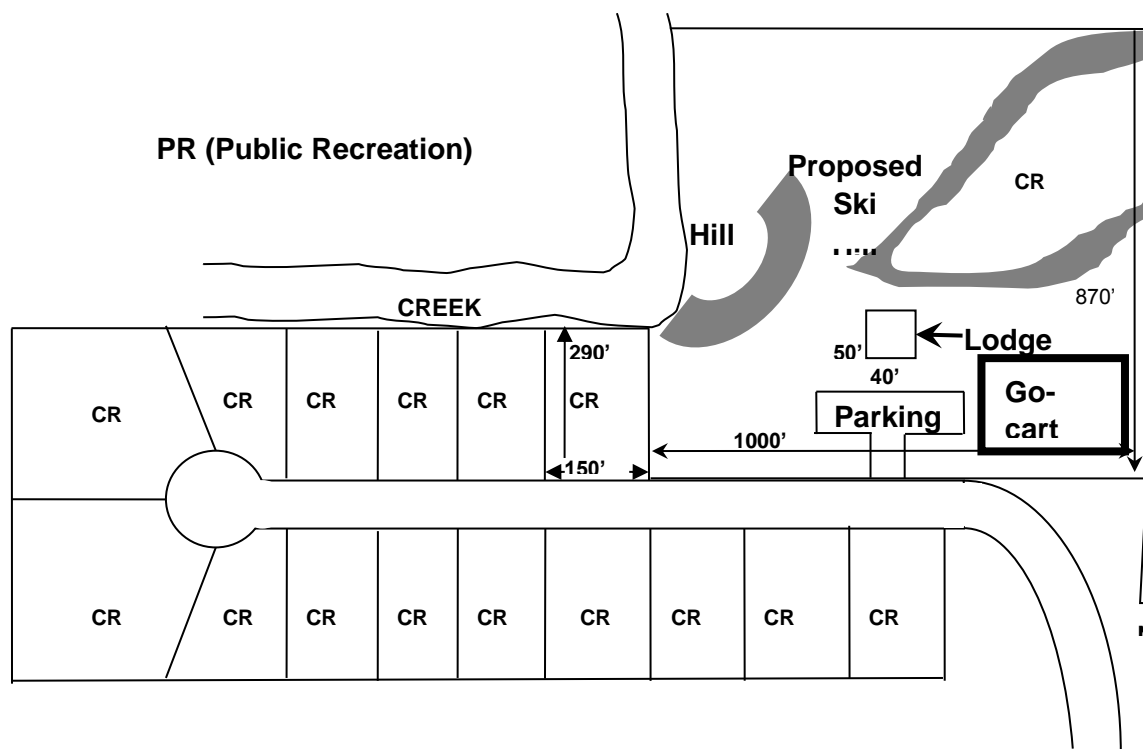 PR (Public Recreation)
Proposed
Ski
CR
Hill
870’
CREEK
290’
50’
Lodge
40’
CR
CR
CR
CR
CR
CR
Go-
cart
Parking
1000’
150’
CR
CR
CR
CR
CR
CR
CR
CR
CR